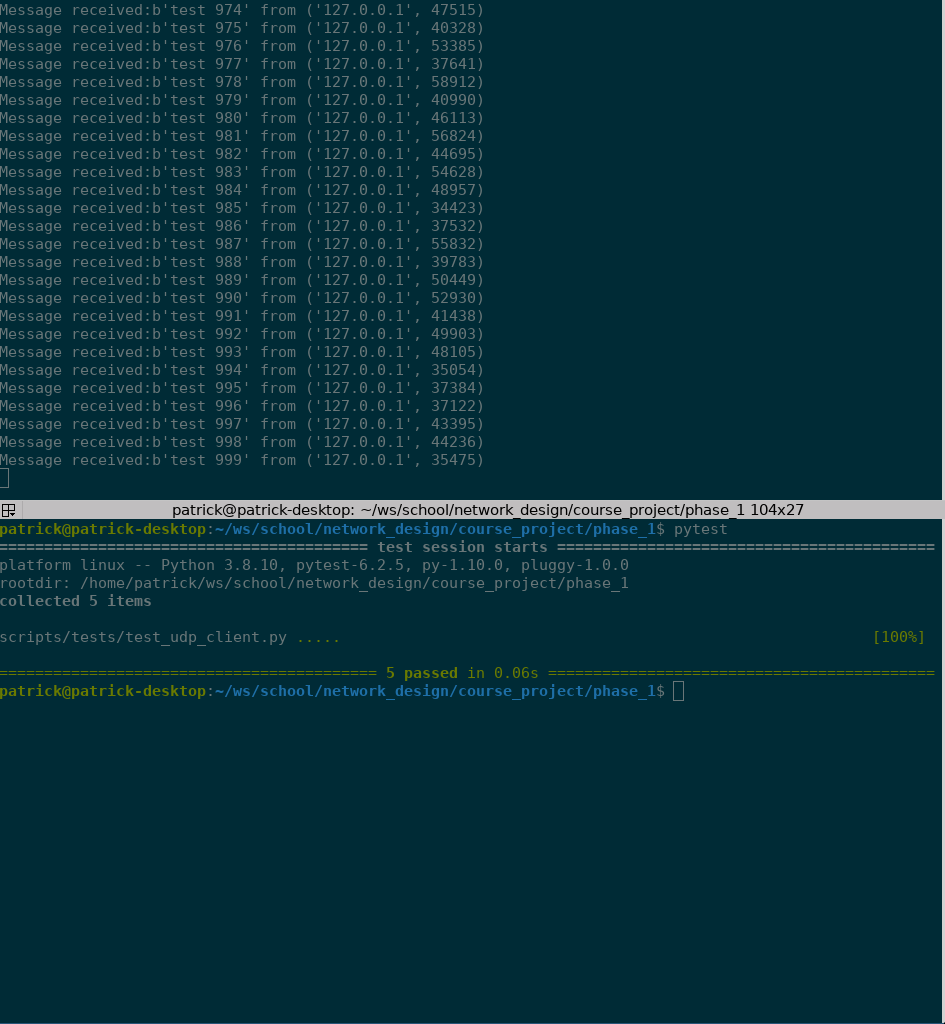 Message received:b'test 974' from ('127.0.0.1', 47515)
Message received:b'test 975' from ('127.0.0.1', 40328)
Message received:b'test 976' from ('127.0.0.1', 53385)
Message received:b'test 977' from ('127.0.0.1', 37641)
Message received:b'test 978' from ('127.0.0.1', 58912)
Message received:b'test 979' from ('127.0.0.1', 40990)
Message received:b'test 980' from ('127.0.0.1', 46113)
Message received:b'test 981' from ('127.0.0.1', 56824)
Message received:b'test 982' from ('127.0.0.1', 44695)
Message received:b'test 983' from ('127.0.0.1', 54628)
Message received:b'test 984' from ('127.0.0.1', 48957)
Message received:b'test 985' from ('127.0.0.1', 34423)
Message received:b'test 986' from ('127.0.0.1', 37532)
Message received:b'test 987' from ('127.0.0.1', 55832)
Message received:b'test 988' from ('127.0.0.1', 39783)
Message received:b'test 989' from ('127.0.0.1', 50449)
Message received:b'test 990' from ('127.0.0.1', 52930)
Message received:b'test 991' from ('127.0.0.1', 41438)
Message received:b'test 992' from ('127.0.0.1', 49903)
Message received:b'test 993' from ('127.0.0.1', 48105)
Message received:b'test 994' from ('127.0.0.1', 35054)
Message received:b'test 995' from ('127.0.0.1', 37384)
Message received:b'test 996' from ('127.0.0.1', 37122)
Message received:b'test 997' from ('127.0.0.1', 43395)
Message received:b'test 998' from ('127.0.0.1', 44236)
Message received:b'test 999' from ('127.0.0.1', 35475)
patrick@patrick-desktop: ~/ws/school/network_design/course_project/phase_1 104x27
patrick@patrick-desktop:~/ws/school/network_design/course_project/phase_1$ pytest
========================================= test session starts ==========================================
platform linux -- Python 3.8.10, pytest-6.2.5, py-1.10.0, pluggy-1.0.0
rootdir: /home/patrick/ws/school/network_design/course_project/phase_1
collected 5 items
scripts/tests/test_udp_client.py ..... [100%]
========================================== 5 passed in 0.06s ===========================================
patrick@patrick-desktop:~/ws/school/network_design/course_project/phase_1$